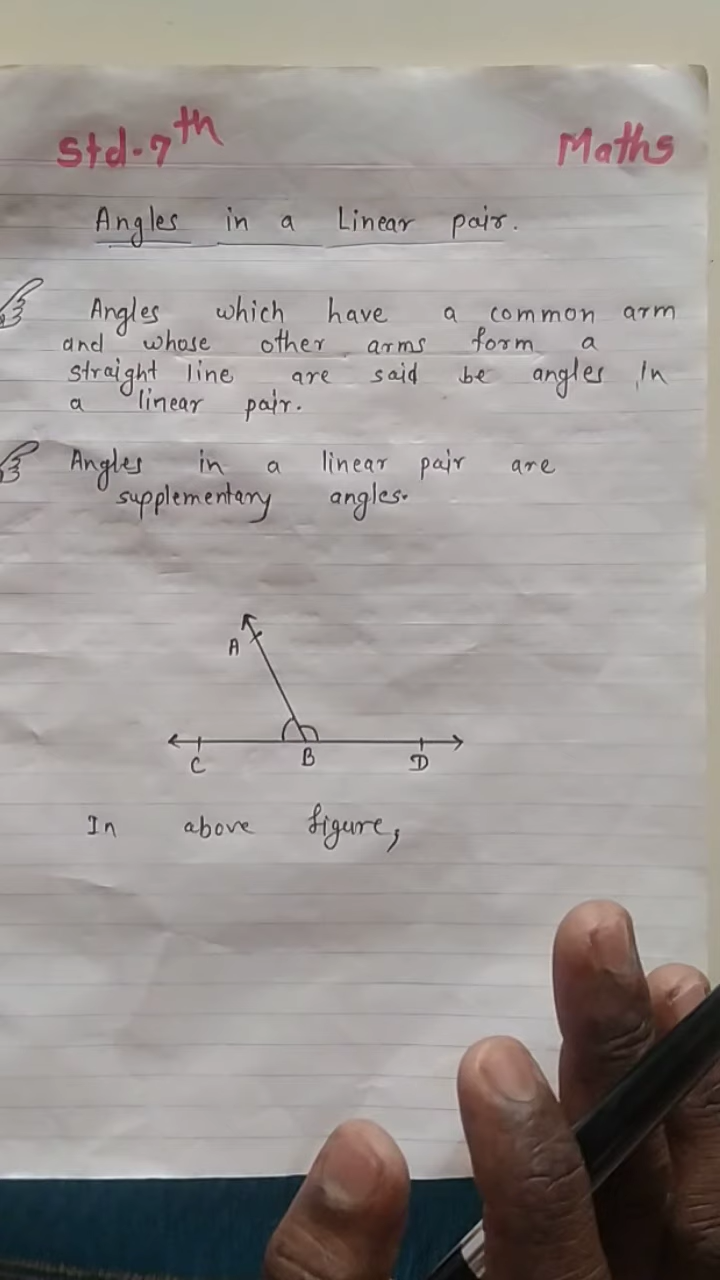 Std-7th Maths
Angles in a Linear pair.
Angles which have a common arm
and whose other arms form a
straight line are said be angles in
a linear pair.
Angles in a linear pair are
supplementary angles.
A
C B D
In above figure,